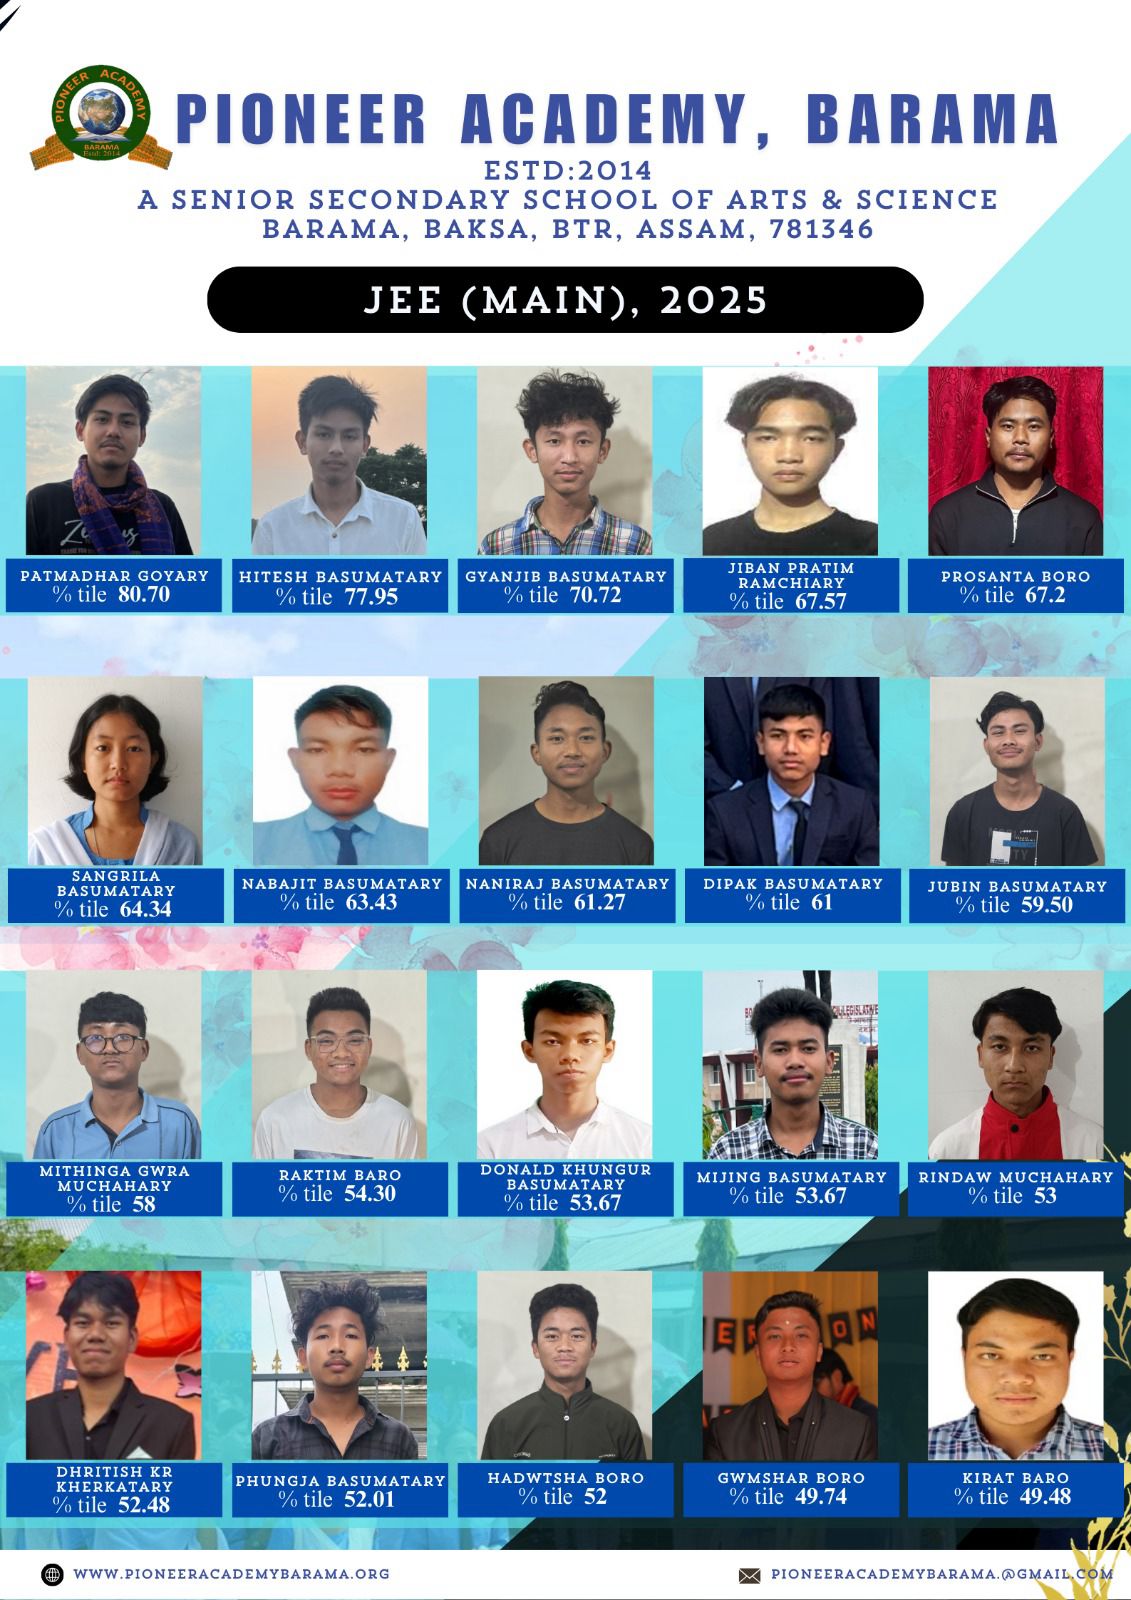 PIONEER ACADEMY
BARAMA
Estd: 2014
PIONEER ACADEMY, BARAMA
ESTD:2014
A SENIOR SECONDARY SCHOOL OF ARTS & SCIENCE
BARAMA, BAKSA, BTR, ASSAM, 781346
JEE (MAIN), 2025
PATMADHAR GOYARY
% tile 80.70
HITESH BASUMATARY
% tile 77.95
GYANJIB BASUMATARY
% tile 70.72
JIBAN PRATIM
RAMCHIARY
% tile 67.57
PROSANTA BORO
% tile 67.2
SANGRILA
BASUMATARY
% tile 64.34
NABAJIT BASUMATARY
% tile 63.43
NANIRAJ BASUMATARY
% tile 61.27
DIPAK BASUMATARY
% tile 61
JUBIN BASUMATARY
% tile 59.50
MITHINGA GWRA
MUCHAHARY
% tile 58
RAKTIM BARO
% tile 54.30
DONALD KHUNGUR
BASUMATARY
% tile 53.67
MIJING BASUMATARY
% tile 53.67
RINDAW MUCHAHARY
% tile 53
DHRITISH KR
KHERKATARY
% tile 52.48
PHUNGJA BASUMATARY
% tile 52.01
HADWTSHA BORO
% tile 52
GWMSHAR BORO
% tile 49.74
KIRAT BARO
% tile 49.48
WWW.PIONEERACADEMYBARAMA.ORG
PIONEERACADEMYBARAMA.@GMAIL.COM